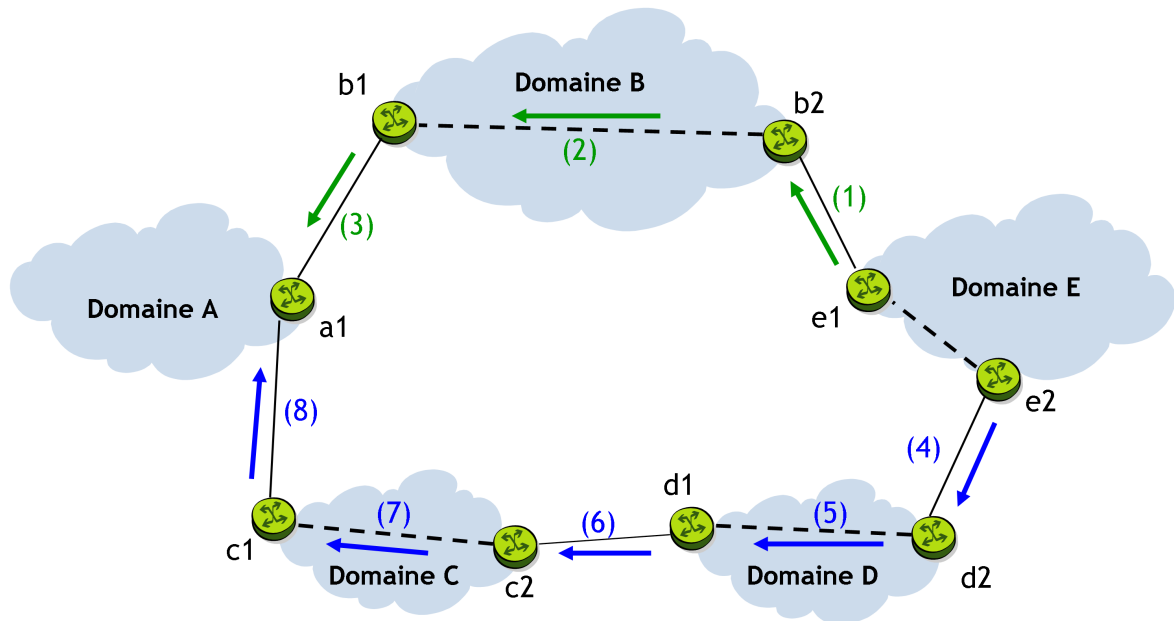 Domaine B
b1
b2
(2)
(1)
(3)
Domaine A
a1
Domaine E
e1
e2
(8)
(4)
d1
(7)
(6)
(5)
c1
Domaine C
c2
Domaine D
d2